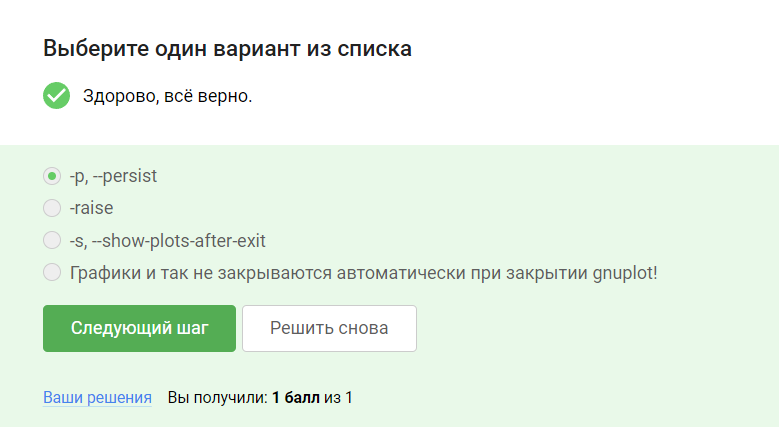 Выберите один вариант из списка
Здорово, всё верно.
-p, --persist
-raise
-s, --show-plots-after-exit
Графики и так не закрываются автоматически при закрытии gnuplot!
Следующий шаг
Решить снова
Ваши решения Вы получили: 1 балл из 1